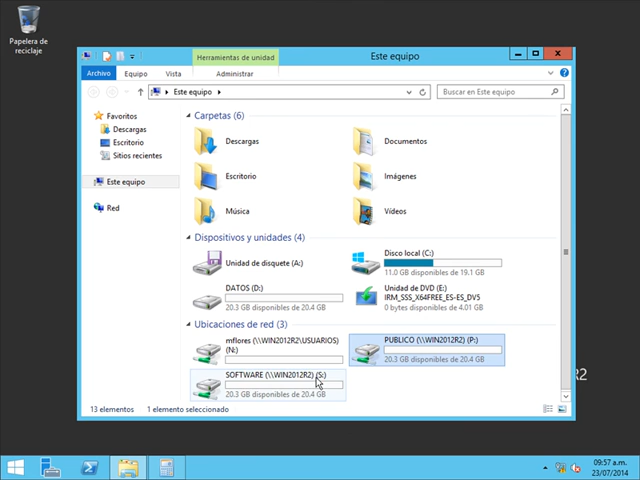 Papelera de
reciclaje
Herramientas de unidad
Este equipo
Archivo Equipo Vista Administrar
Este equipo
Buscar en Este equipo
Favoritos
Descargas
Escritorio
Sitios recientes
Este equipo
Red
Carpetas (6)
Descargas
Documentos
Escritorio
Imágenes
Música
Vídeos
Dispositivos y unidades (4)
Unidad de disquete (A:)
Disco local (C:)
11.0 GB disponibles de 19.1 GB
DATOS (D:)
20.3 GB disponibles de 20.4 GB
Unidad de DVD (E:)
IRM_SSS_X64FREE_ES-ES_DV5
0 bytes disponibles de 4.01 GB
Ubicaciones de red (3)
mflores (\\WIN2012R2\USUARIOS)
(N:)
PUBLICO (\\WIN2012R2) (P:)
20.3 GB disponibles de 20.4 GB
SOFTWARE (\\WIN2012R2) (S:)
20.3 GB disponibles de 20.4 GB
R2
13 elementos 1 elemento seleccionado
09:57 a.m.
23/07/2014